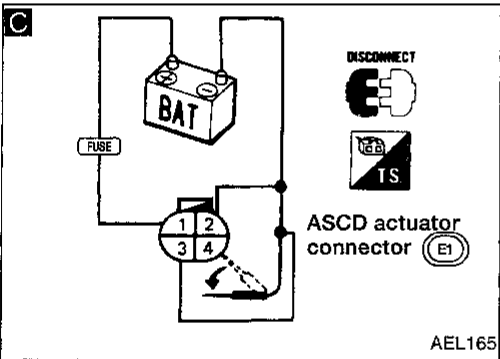 C
DISCONNECT
BAT
FUSE
T.S.
1 2
3 4
ASCD actuator
connector E1
AEL165